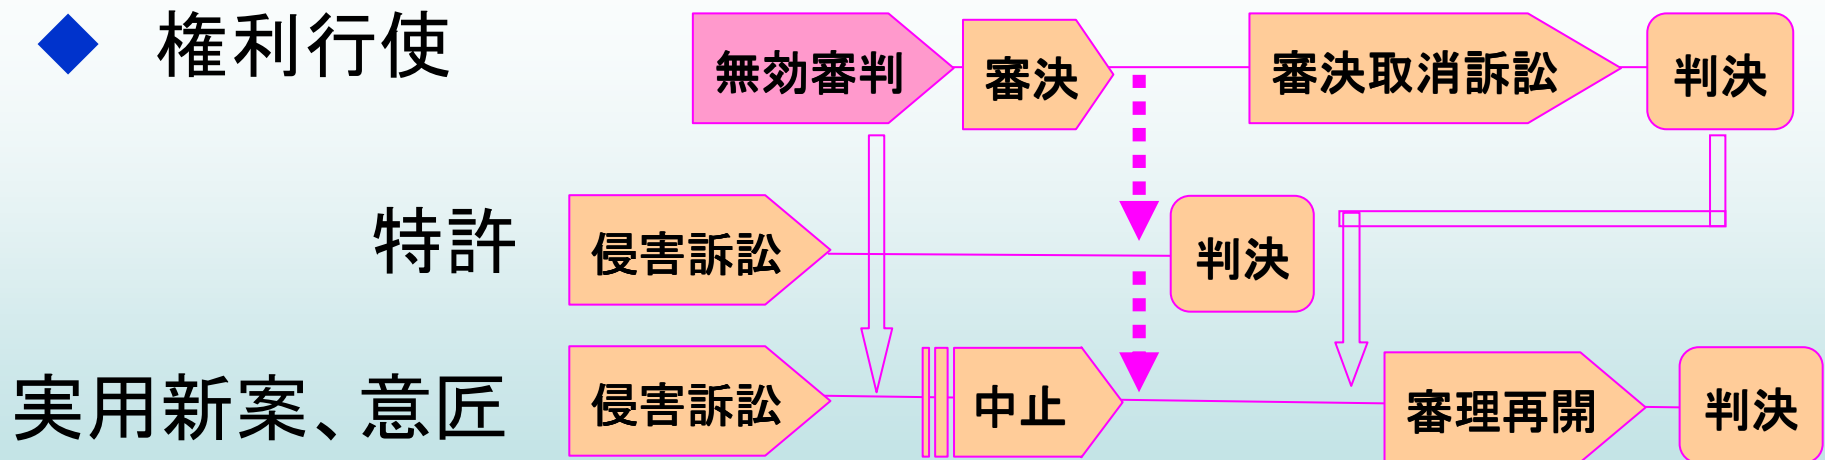 権利行使
無効審判
審決
審決取消訴訟
判決
特許
侵害訴訟
判決
実用新案、意匠
侵害訴訟
中止
審理再開
判決